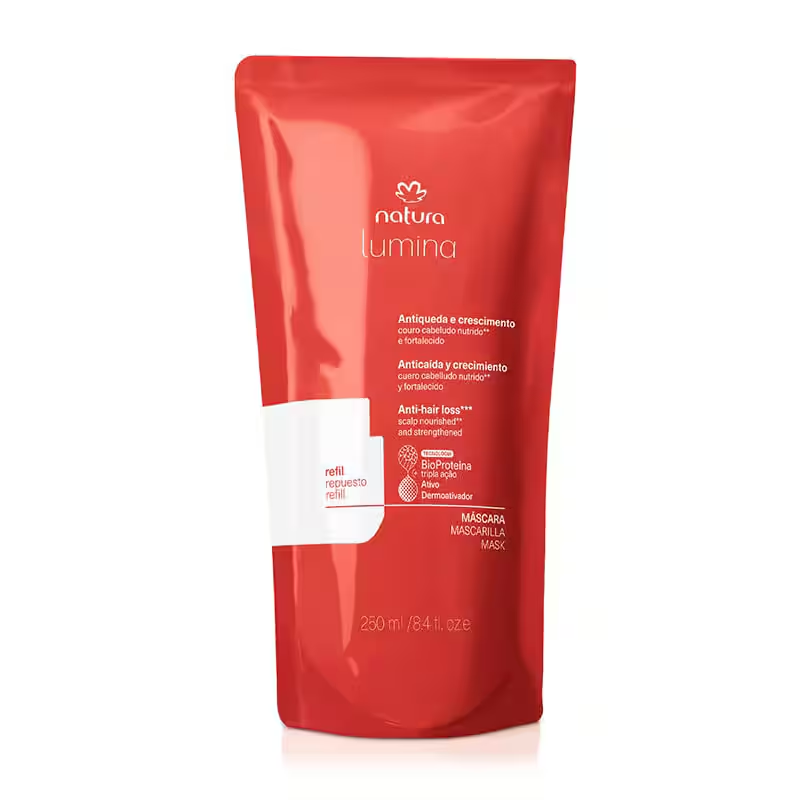 natura
lumina
Antiqueda e crescimento
couro cabeludo nutrido**
e fortalecido
Anticaída y crecimiento
cuero cabelludo nutrido**
y fortalecido
Anti-hair loss***
scalp nourished**
and strengthened
TECNOLOGIA
BioProteína
tripla ação
Ativo
Dermoativador
refil
repuesto
refill
MÁSCARA
MASCARILLA
MASK
250 ml /8.4 fl. oz.e